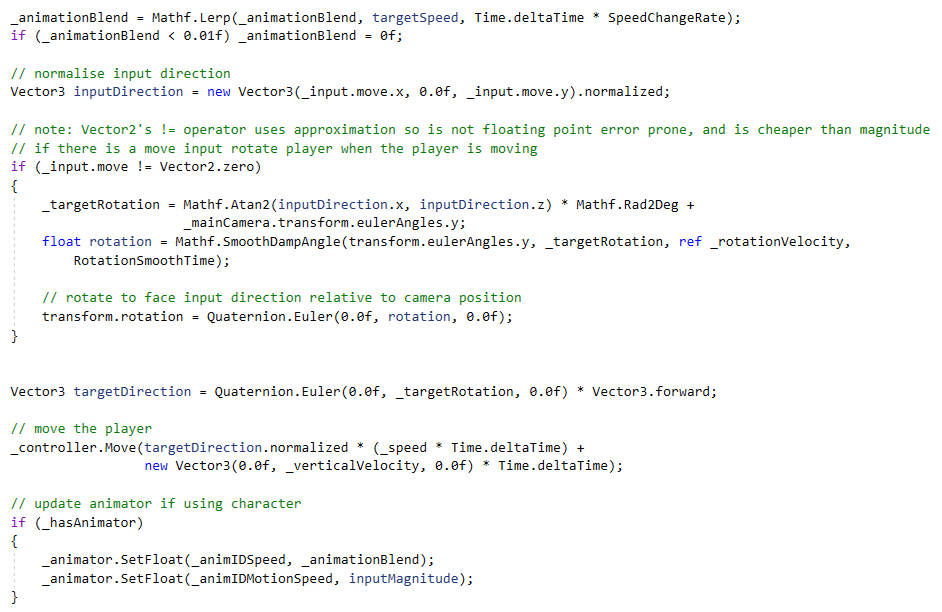 _animationBlend = Mathf.Lerp(_animationBlend, targetSpeed, Time.deltaTime * SpeedChangeRate);
if (_animationBlend < 0.01f) _animationBlend = 0f;

// normalise input direction
Vector3 inputDirection = new Vector3(_input.move.x, 0.0f, _input.move.y).normalized;

// note: Vector2's != operator uses approximation so is not floating point error prone, and is cheaper than magnitude
// if there is a move input rotate player when the player is moving
if (_input.move != Vector2.zero)
{
    _targetRotation = Mathf.Atan2(inputDirection.x, inputDirection.z) * Mathf.Rad2Deg +
                      _mainCamera.transform.eulerAngles.y;
    float rotation = Mathf.SmoothDampAngle(transform.eulerAngles.y, _targetRotation, ref _rotationVelocity,
        RotationSmoothTime);

    // rotate to face input direction relative to camera position
    transform.rotation = Quaternion.Euler(0.0f, rotation, 0.0f);
}


Vector3 targetDirection = Quaternion.Euler(0.0f, _targetRotation, 0.0f) * Vector3.forward;

// move the player
_controller.Move(targetDirection.normalized * (_speed * Time.deltaTime) +
                 new Vector3(0.0f, _verticalVelocity, 0.0f) * Time.deltaTime);

// update animator if using character
if (_hasAnimator)
{
    _animator.SetFloat(_animIDSpeed, _animationBlend);
    _animator.SetFloat(_animIDMotionSpeed, inputMagnitude);
}